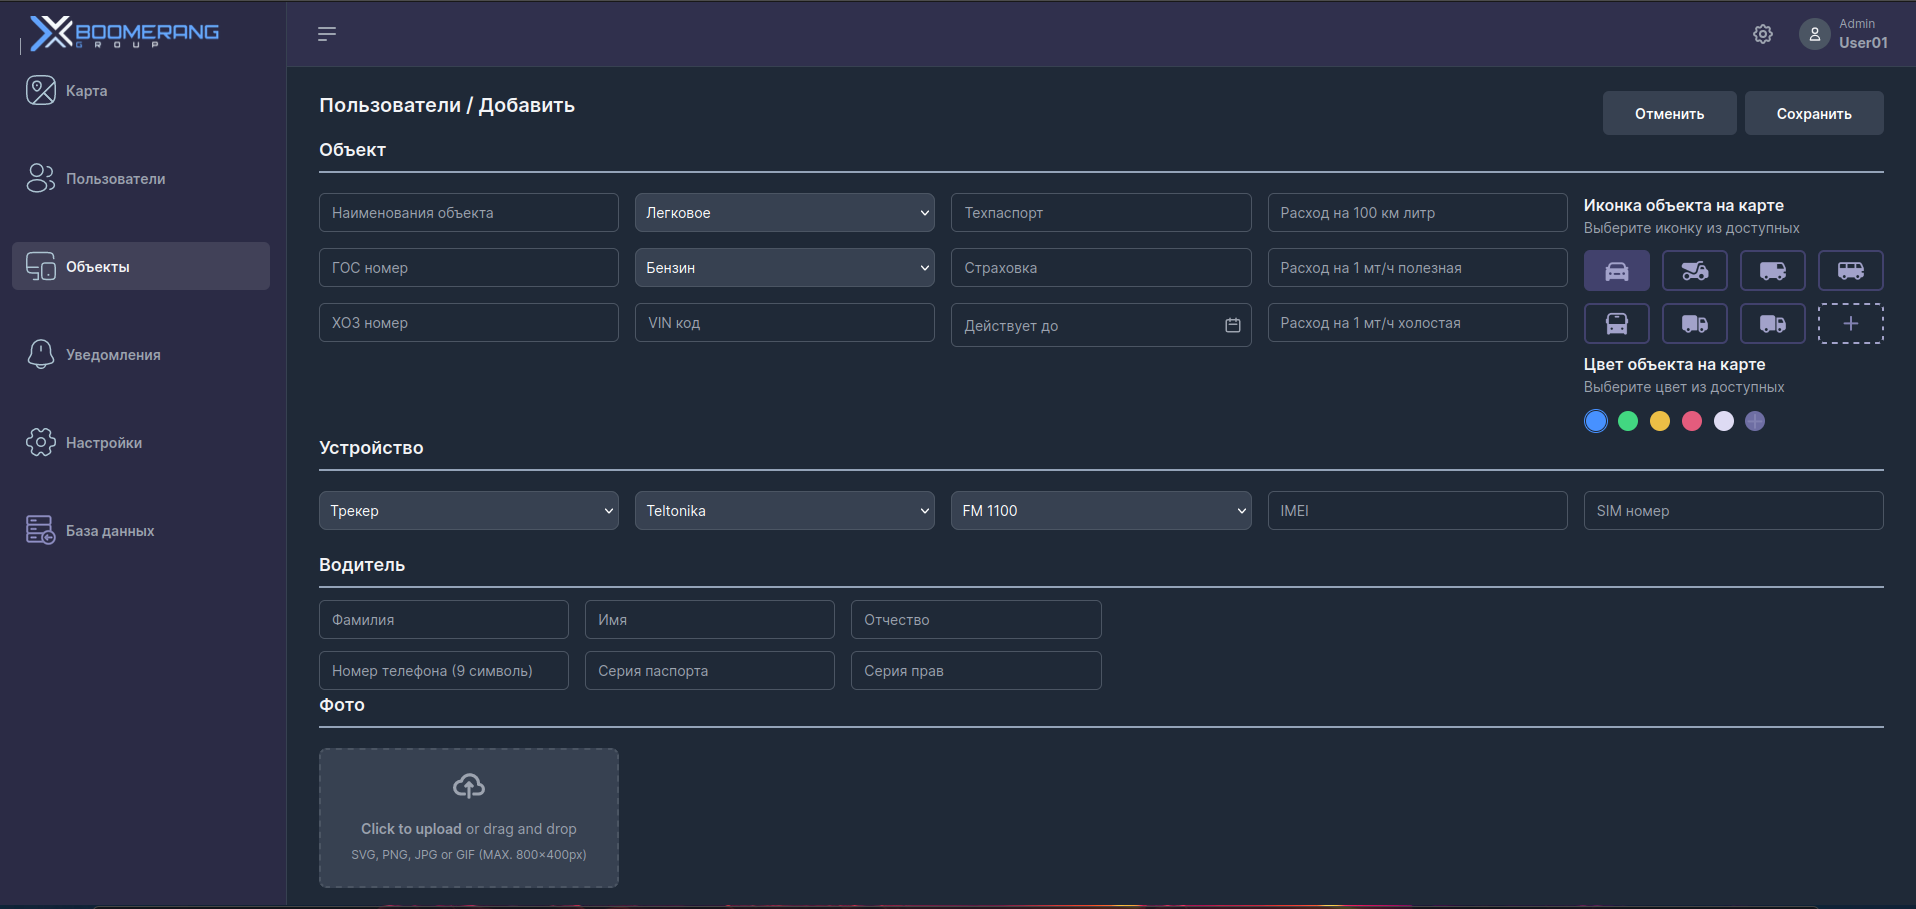 BOOMERANG
GROUP
Admin
User01
Карта
Пользователи
Объекты
Уведомления
Настройки
База данных
Пользователи / Добавить
Отменить
Сохранить
Объект
Наименования объекта
Легковое
Техпаспорт
Расход на 100 км литр
ГОС номер
Бензин
Страховка
Расход на 1 мт/ч полезная
ХОЗ номер
VIN код
Действует до
Расход на 1 мт/ч холостая
Иконка объекта на карте
Выберите иконку из доступных
Цвет объекта на карте
Выберите цвет из доступных
Устройство
Трекер
Teltonika
FM 1100
IMEI
SIM номер
Водитель
Фамилия
Имя
Отчество
Номер телефона (9 символь)
Серия паспорта
Серия прав
Фото
Click to upload or drag and drop
SVG, PNG, JPG or GIF (MAX. 800×400px)